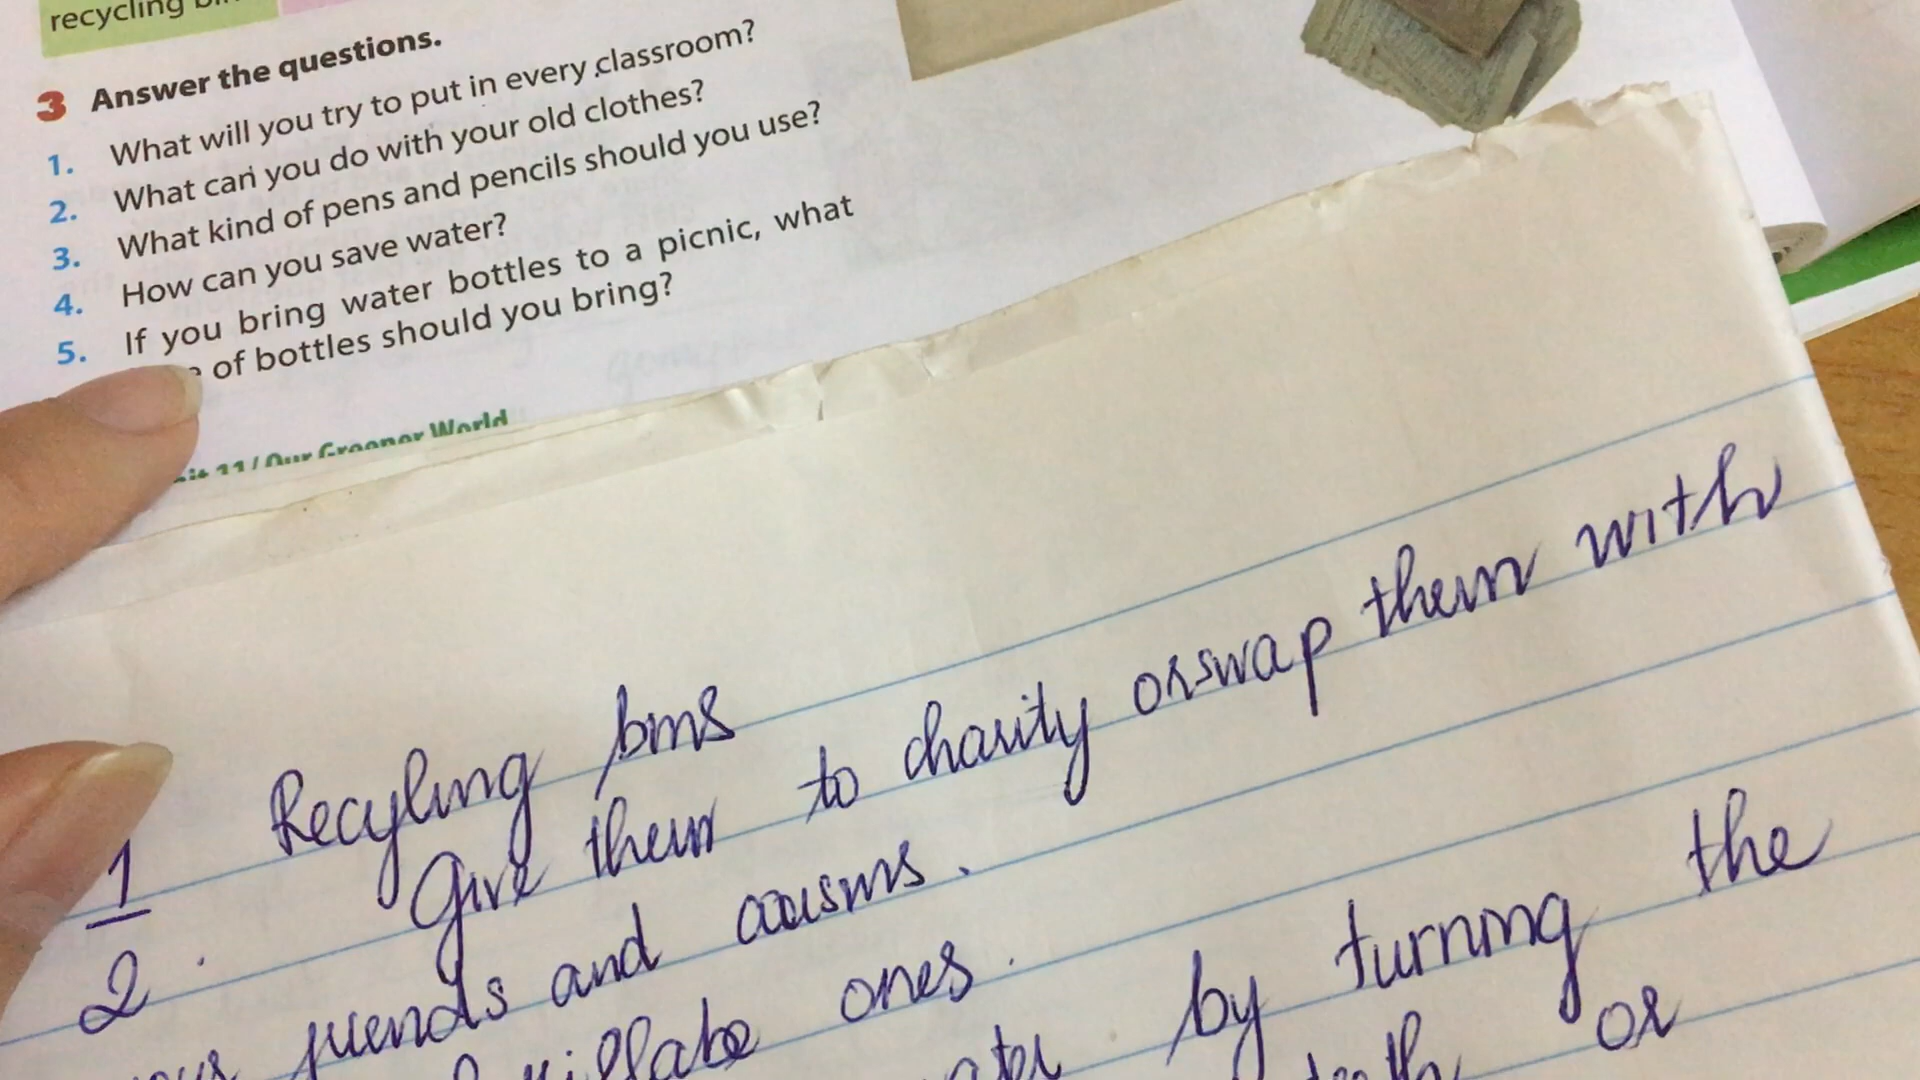 recycling
3 Answer the questions.
1. What will you try to put in every classroom?
2. What can you do with your old clothes?
3. What kind of pens and pencils should you use?
4. How can you save water?
5. If you bring water bottles to a picnic, what
of bottles should you bring?
11/ Our Greener World
1 Recyling bins
2. Give them to charity or swap them with
friends and cousins.
ones.
by turning the
or